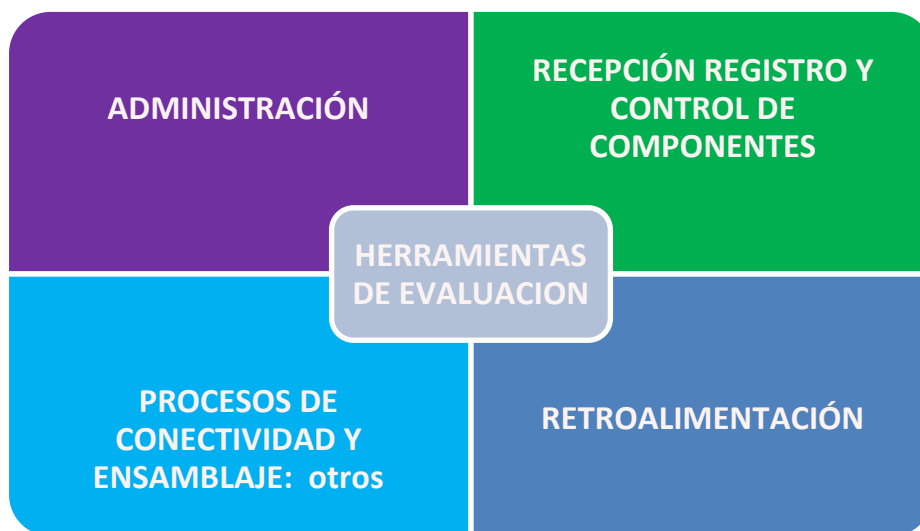 ADMINISTRACIÓN
RECEPCIÓN REGISTRO Y
CONTROL DE
COMPONENTES
HERRAMIENTAS
DE EVALUACION
PROCESOS DE
CONECTIVIDAD Y
ENSAMBLAJE:  otros
RETROALIMENTACIÓN